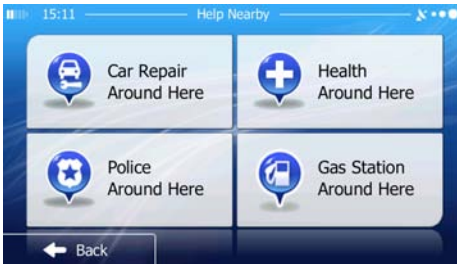 15:11
Help Nearby
Car Repair
Around Here
Health
Around Here
Police
Around Here
Gas Station
Around Here
Back